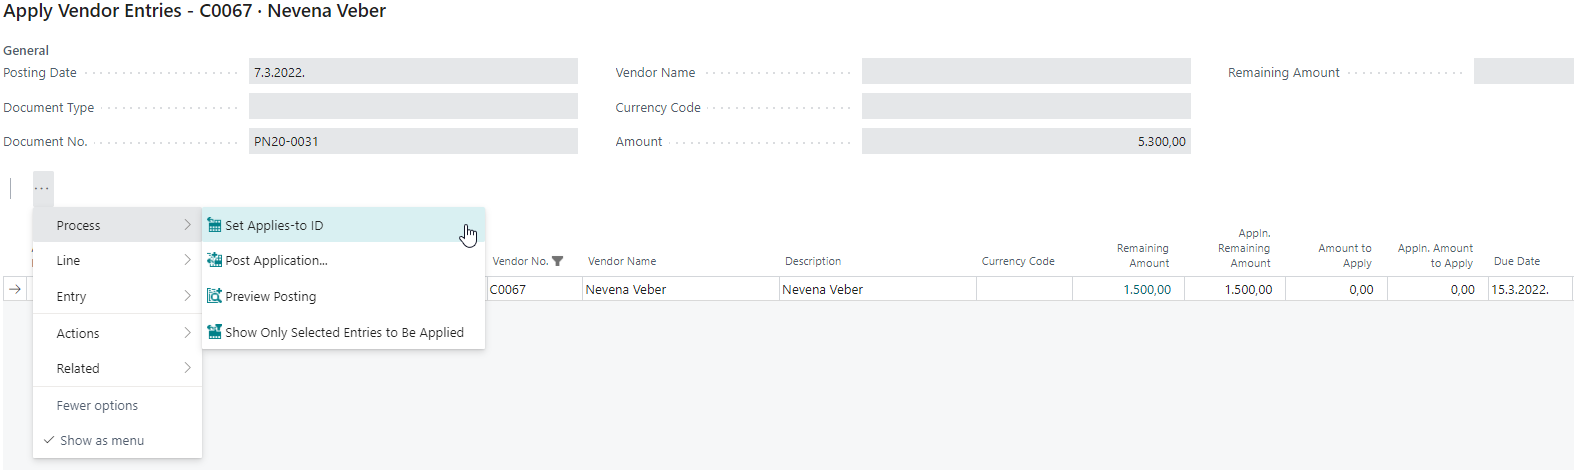 Apply Vendor Entries - C0067 · Nevena Veber
General
Posting Date 7.3.2022. Vendor Name Remaining Amount
Document Type Currency Code
Document No. PN20-0031 Amount 5.300,00
...
Process
Line
Entry
Actions
Related
Fewer options
Show as menu
Set Applies-to ID
Post Application...
Preview Posting
Show Only Selected Entries to Be Applied
Vendor No. Vendor Name Description Currency Code Remaining Amount Appln. Remaining Amount Amount to Apply Appln. Amount to Apply Due Date
C0067 Nevena Veber Nevena Veber 1.500,00 1.500,00 0,00 0,00 15.3.2022.